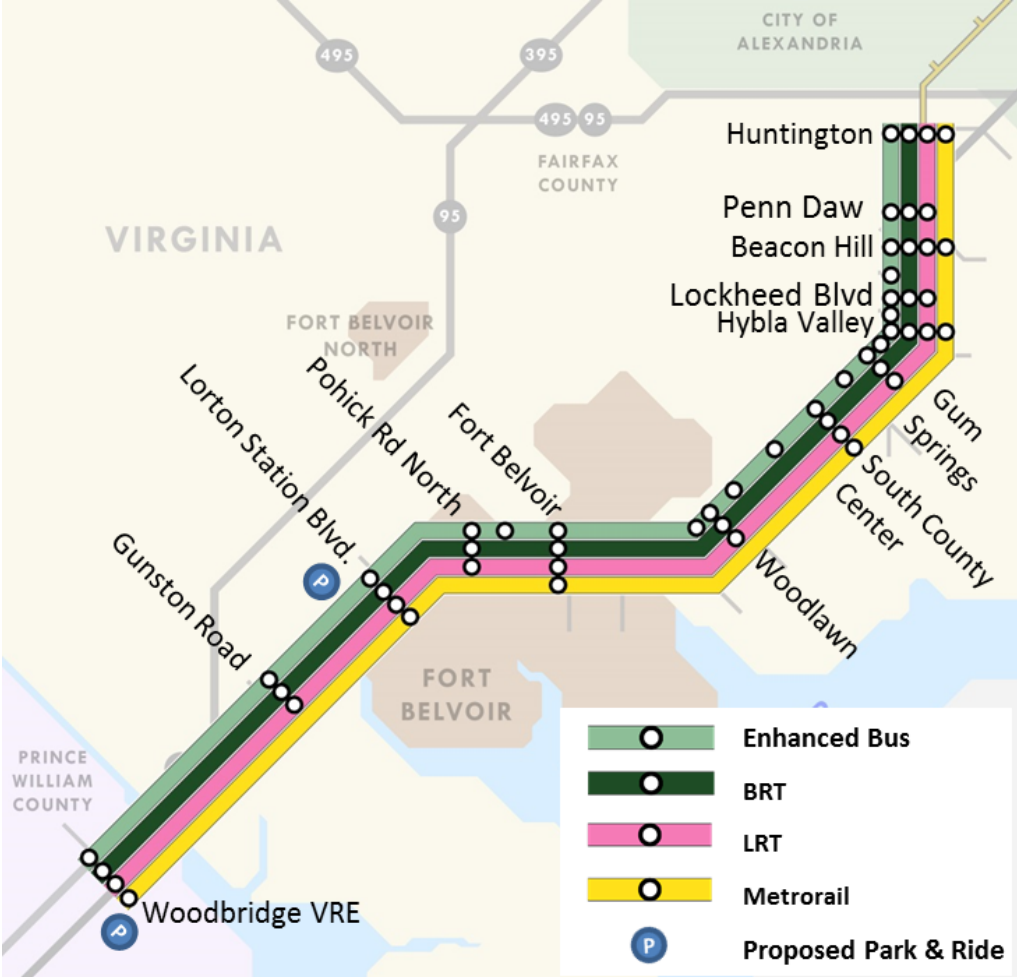 CITY OF
ALEXANDRIA
495
395
495 95
FAIRFAX
COUNTY
Huntington
95
Penn Daw
VIRGINIA
Beacon Hill
Lockheed Blvd
Hybla Valley
FORT BELVOIR
NORTH
Pohick Rd North
Lorton Station Blvd.
Fort Belvoir
Gum
Springs
South County
Center
Woodlawn
Gunston Road
P
FORT
BELVOIR
PRINCE
WILLIAM
COUNTY
Woodbridge VRE
P
Enhanced Bus
BRT
LRT
Metrorail
P Proposed Park & Ride